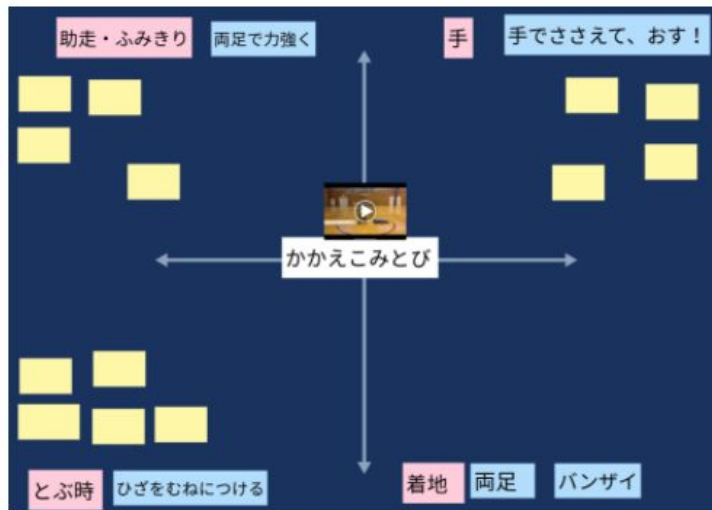 助走・ふみきり 両足で力強く
手 手でささえて、おす！
かかえこみとび
とぶ時 ひざをむねにつける
着地 両足 バンザイ